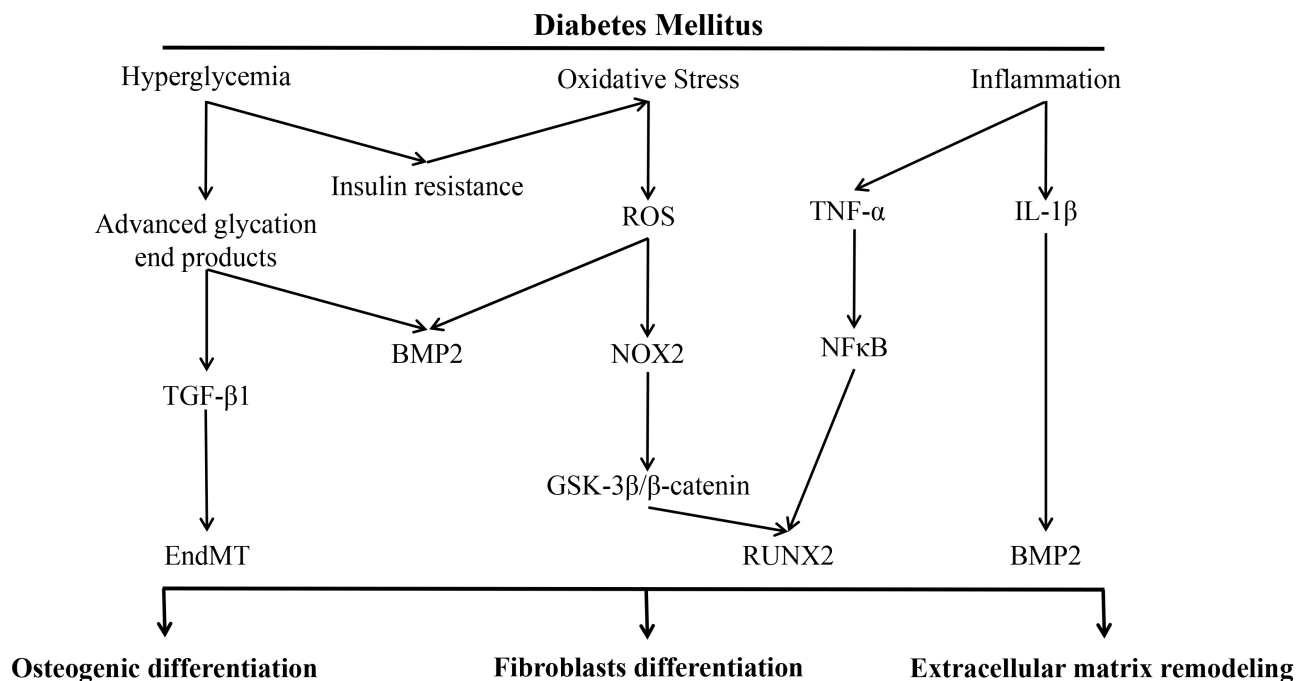 Diabetes Mellitus
Hyperglycemia
Oxidative Stress
Inflammation
Insulin resistance
Advanced glycation
end products
ROS
TNF-α
IL-1β
BMP2
NOX2
NFκB
TGF-β1
GSK-3β/β-catenin
EndMT
RUNX2
BMP2
Osteogenic differentiation
Fibroblasts differentiation
Extracellular matrix remodeling